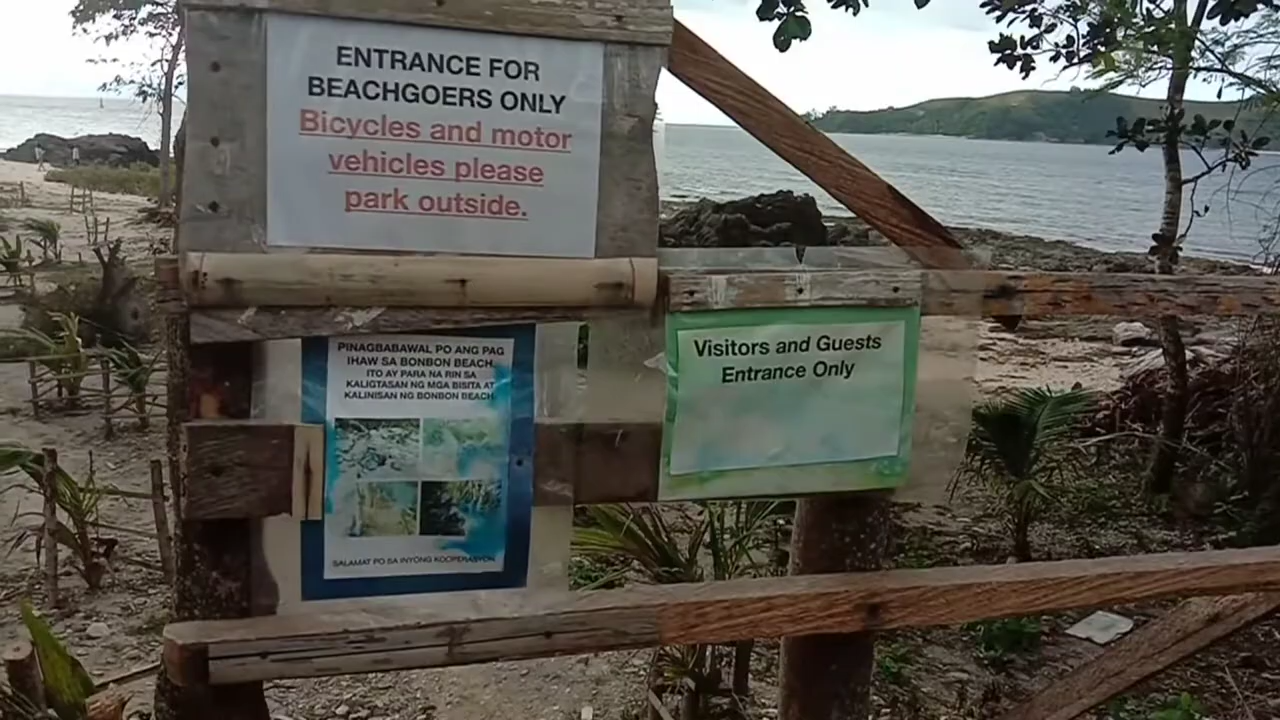 ENTRANCE FOR
BEACHGOERS ONLY
Bicycles and motor
vehicles please
park outside.
PINAGBABAWAL PO ANG PAG
IHAW SA BONBON BEACH.
ITO AY PARA NA RIN SA
KALIGTASAN NG MGA BISITA AT
KALINISAN NG BONBON BEACH
SALAMAT PO SA INYONG KOOPERASYON
Visitors and Guests
Entrance Only